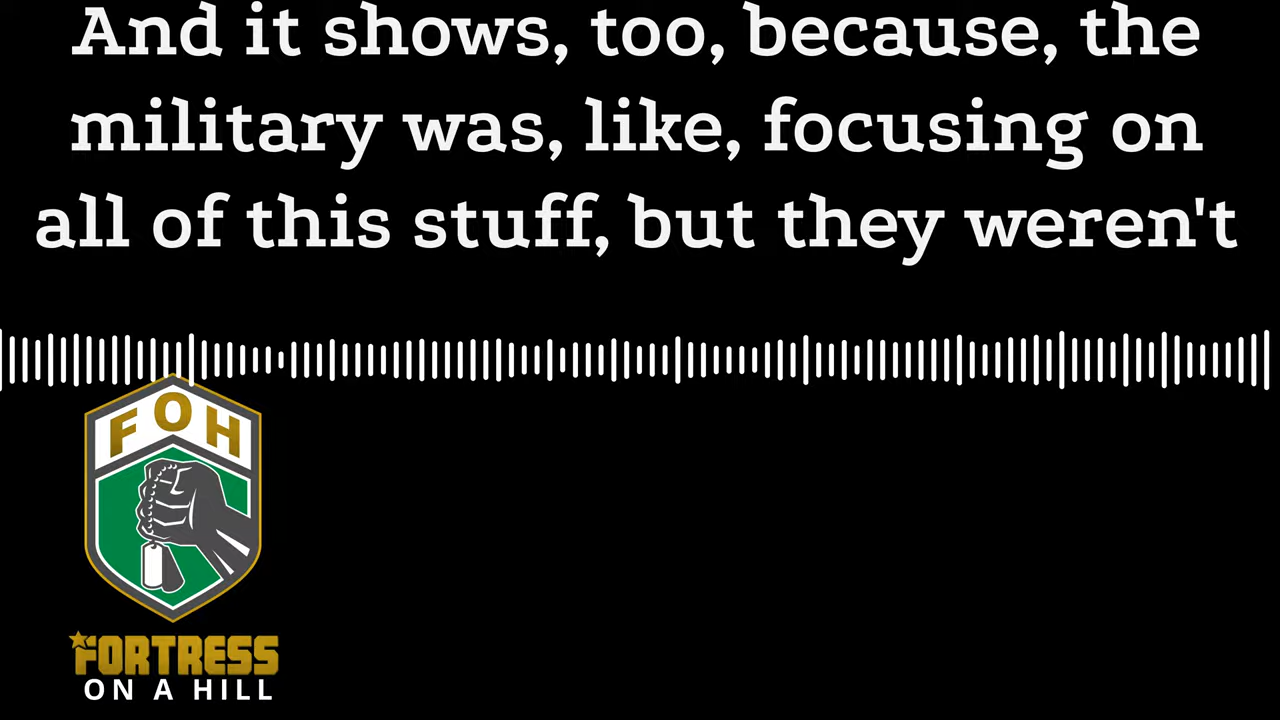 And it shows, too, because, the
military was, like, focusing on
all of this stuff, but they weren't
FOH
FORTRESS
ON A HILL